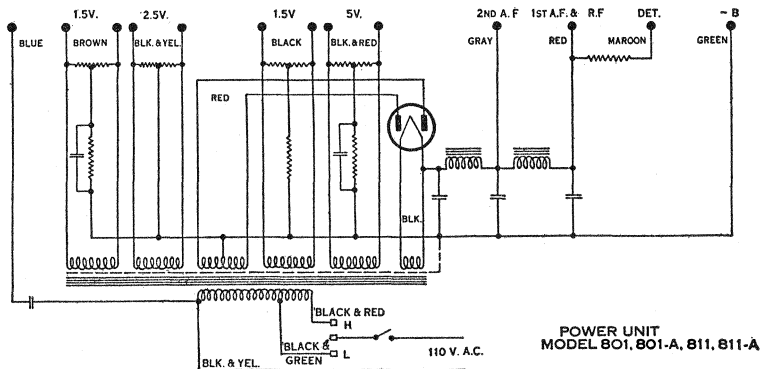 1.5V. 2.5V. 1.5V 5V. 2ND A. F 1ST A.F. & R.F DET. ~ B
BLUE BROWN BLK. & YEL. BLACK BLK. & RED GRAY RED MAROON GREEN
RED
BLK.
BLACK & RED
H
BLACK & GREEN
L
110 V. A.C.
BLK. & YEL.
POWER UNIT
MODEL 801, 801-A, 811, 811-A